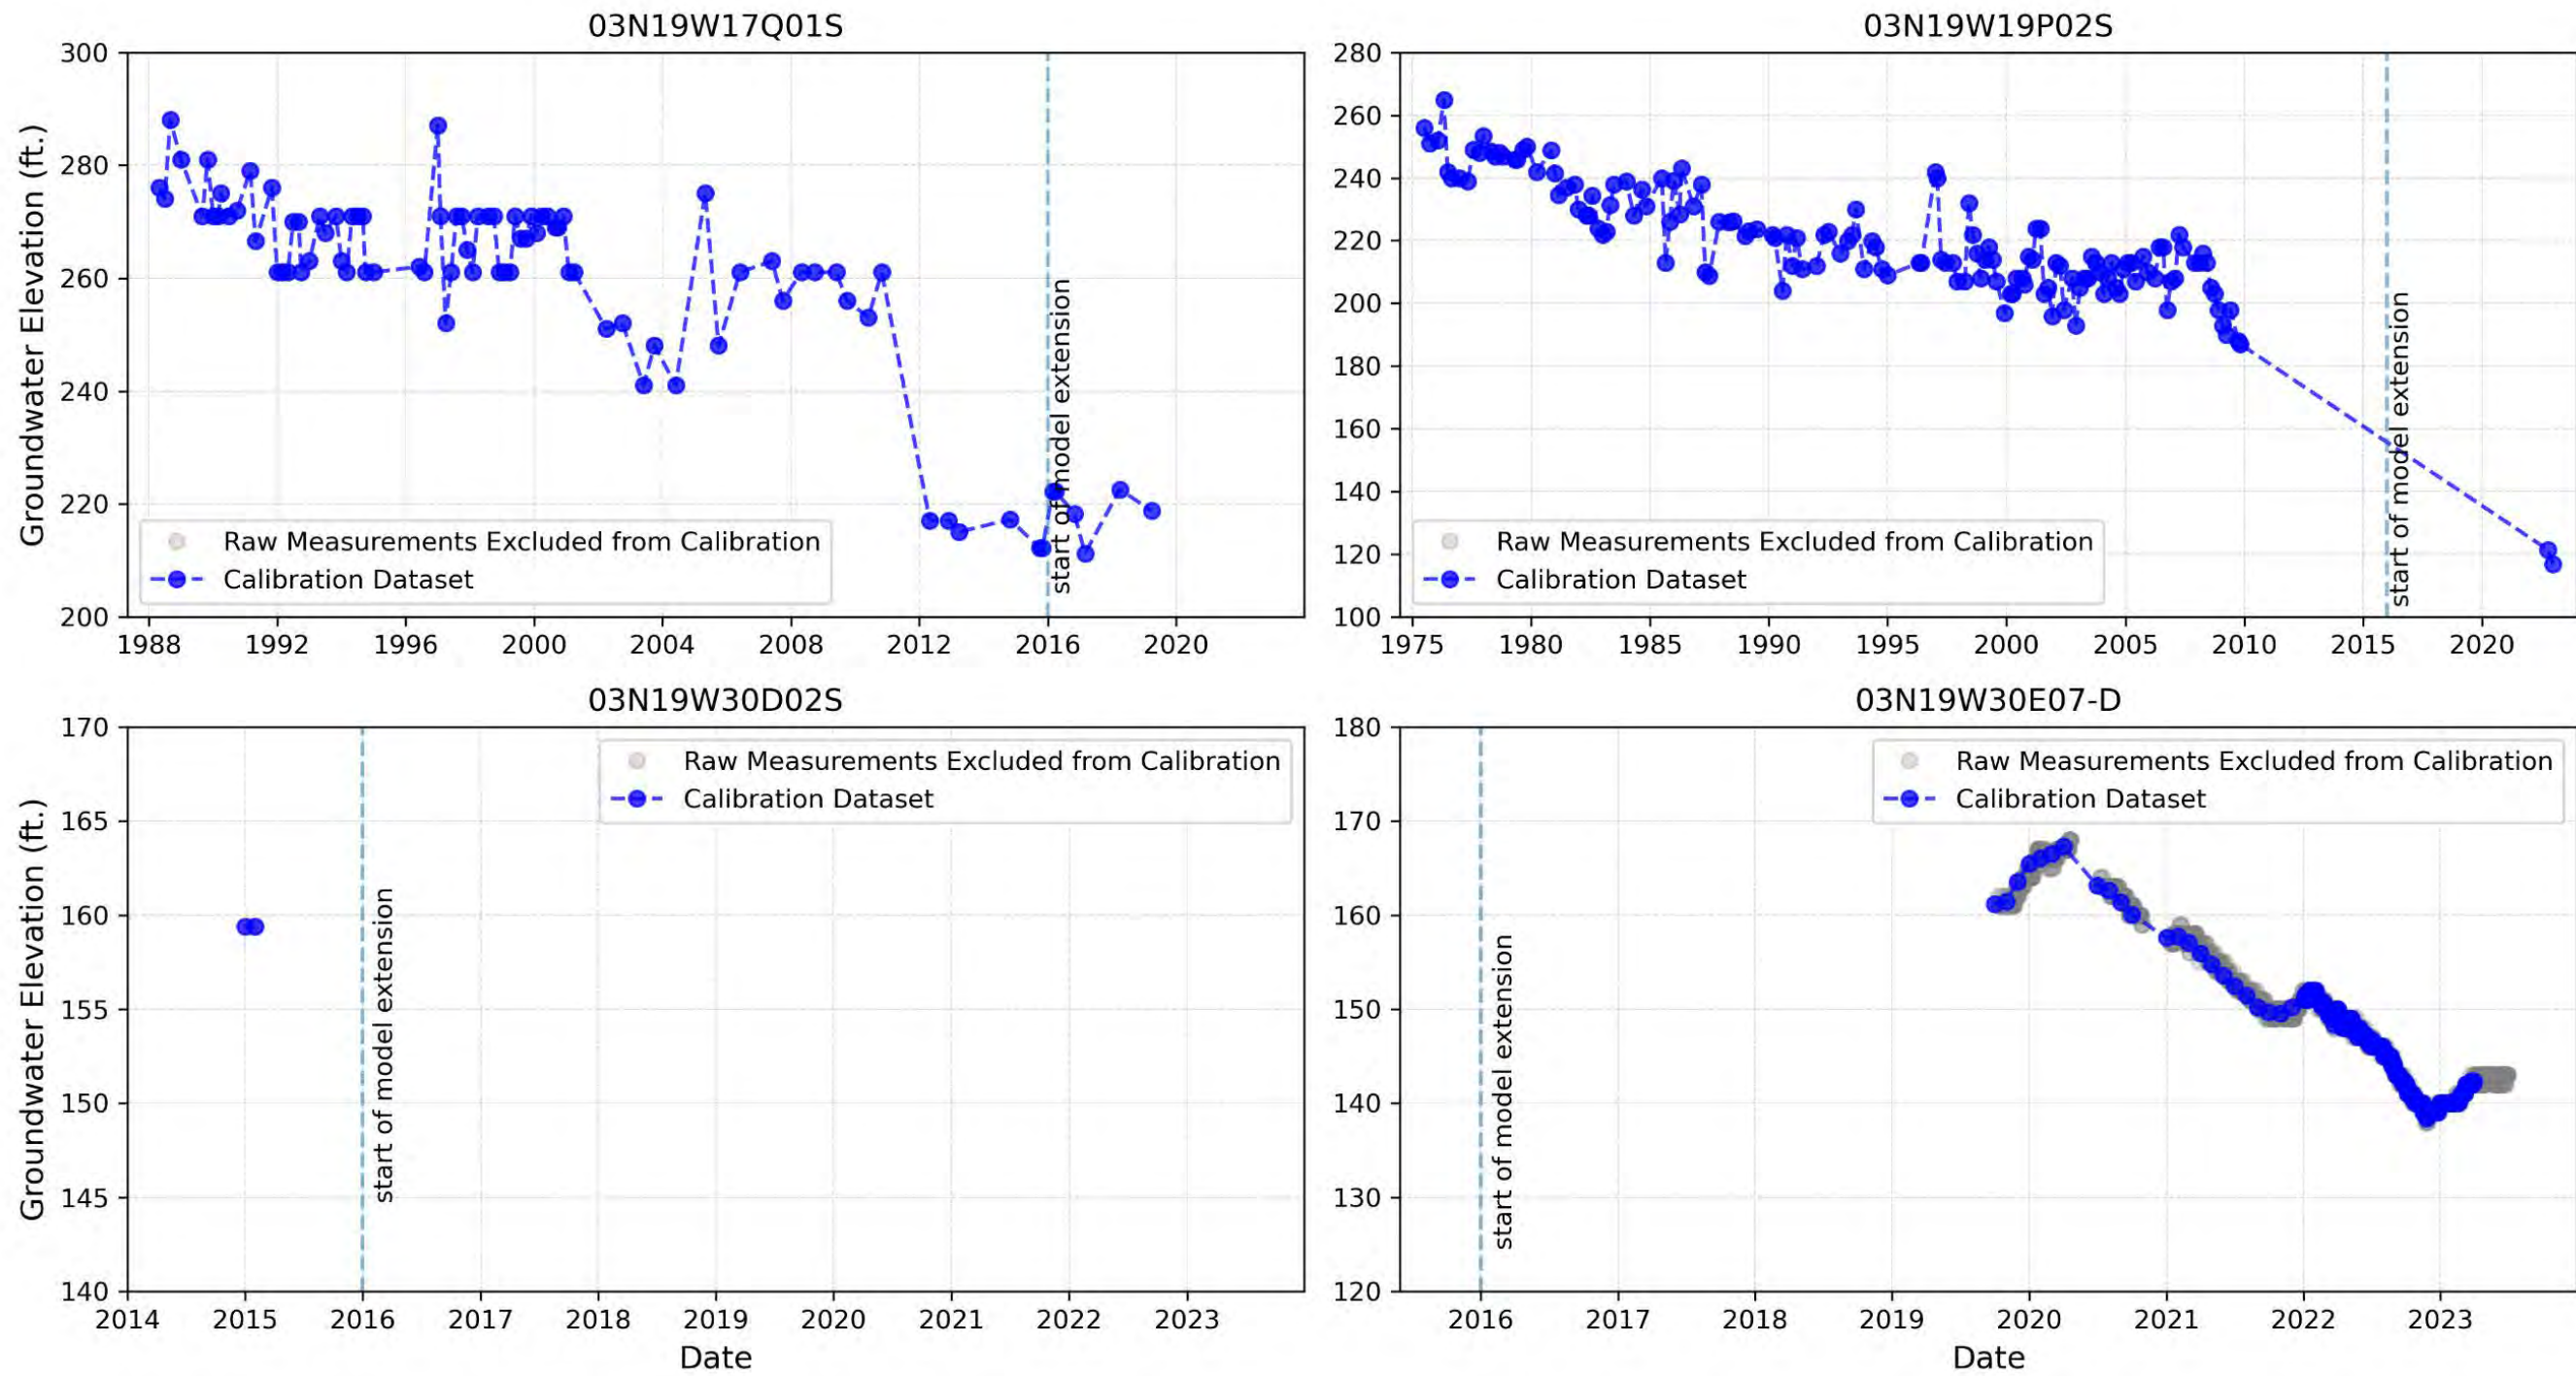 03N19W17Q01S
Groundwater Elevation (ft.)
300
280
260
240
220
200
start of model extension
Raw Measurements Excluded from Calibration
Calibration Dataset
1988 1992 1996 2000 2004 2008 2012 2016 2020
03N19W19P02S
280
260
240
220
200
180
160
140
120
100
start of model extension
Raw Measurements Excluded from Calibration
Calibration Dataset
1975 1980 1985 1990 1995 2000 2005 2010 2015 2020
03N19W30D02S
Groundwater Elevation (ft.)
170
165
160
155
150
145
140
Raw Measurements Excluded from Calibration
Calibration Dataset
start of model extension
2014 2015 2016 2017 2018 2019 2020 2021 2022 2023
Date
03N19W30E07-D
180
170
160
150
140
130
120
Raw Measurements Excluded from Calibration
Calibration Dataset
start of model extension
2016 2017 2018 2019 2020 2021 2022 2023
Date